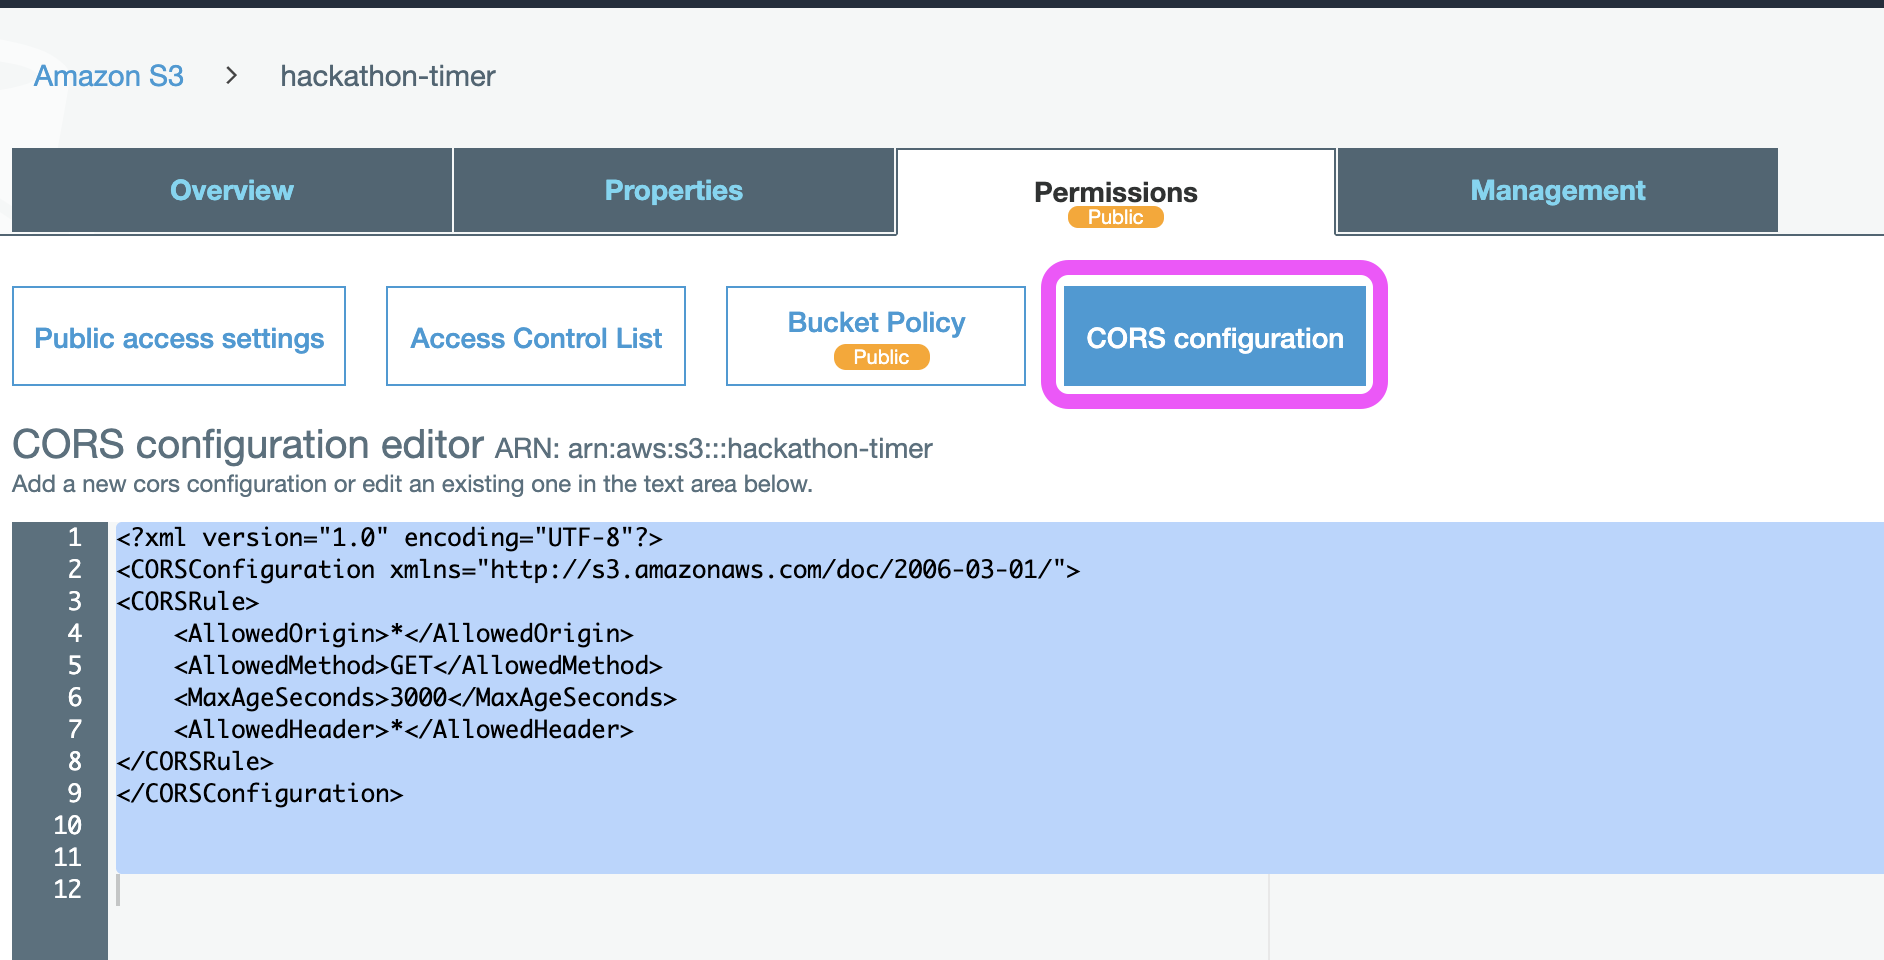 Amazon S3 > hackathon-timer
Overview Properties Permissions Management
Public
Public access settings Access Control List Bucket Policy CORS configuration
Public
CORS configuration editor ARN: arn:aws:s3:::hackathon-timer
Add a new cors configuration or edit an existing one in the text area below.
1 <?xml version="1.0" encoding="UTF-8"?>
2 <CORSConfiguration xmlns="http://s3.amazonaws.com/doc/2006-03-01/">
3 <CORSRule>
4     <AllowedOrigin>*</AllowedOrigin>
5     <AllowedMethod>GET</AllowedMethod>
6     <MaxAgeSeconds>3000</MaxAgeSeconds>
7     <AllowedHeader>*</AllowedHeader>
8 </CORSRule>
9 </CORSConfiguration>
10
11
12